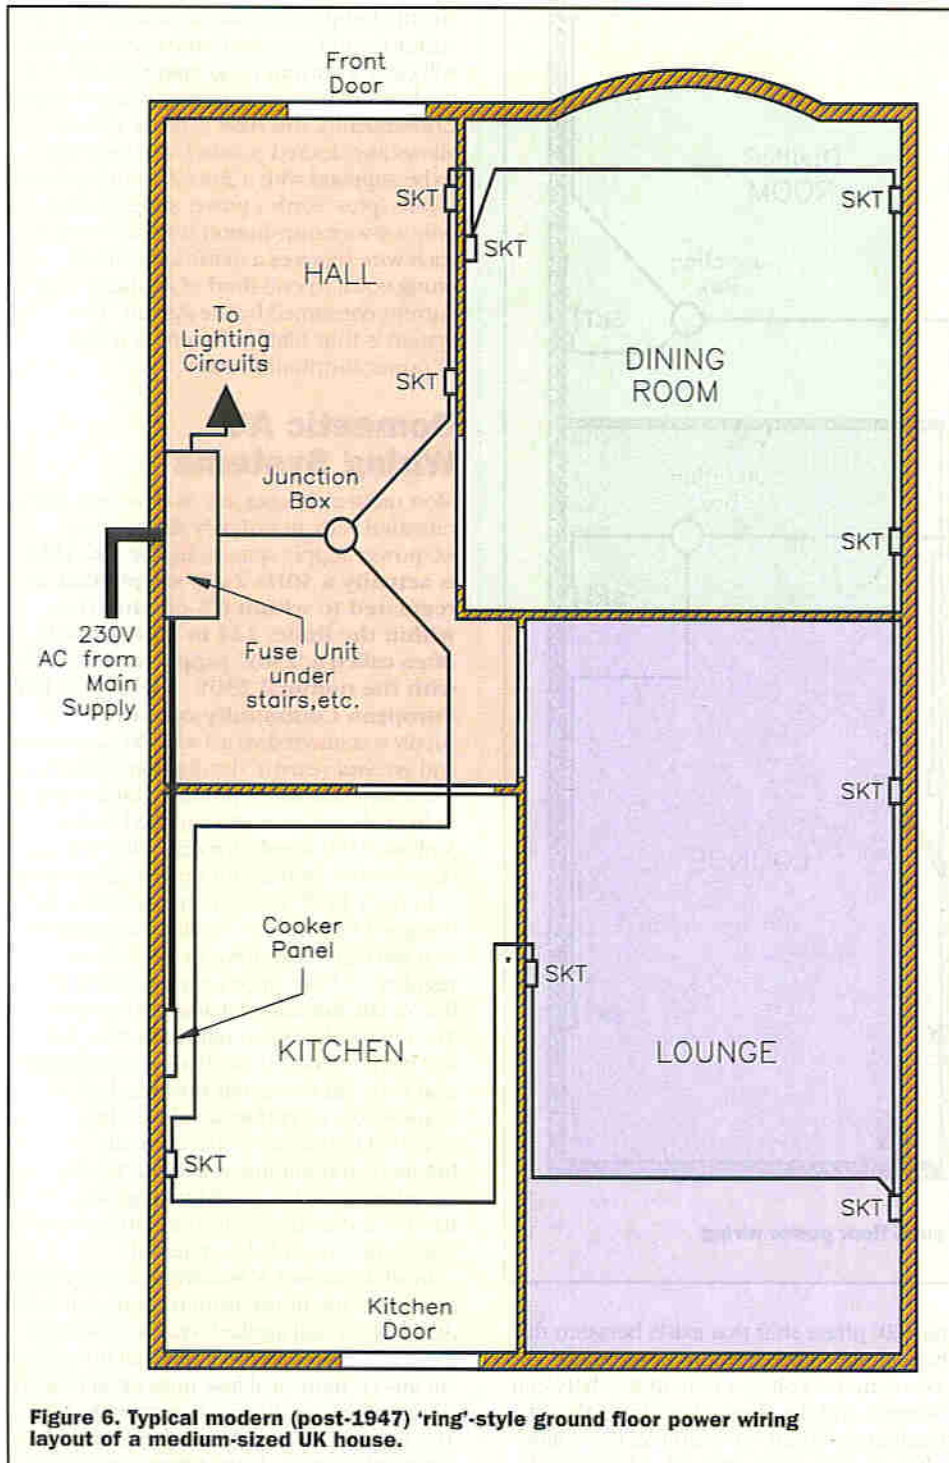 Front
Door
SKT
SKT
SKT
HALL
To
Lighting
Circuits
SKT
DINING
ROOM
Junction
Box
SKT
230V
AC from
Main
Supply
Fuse Unit
under
stairs,etc.
SKT
Cooker
Panel
SKT
KITCHEN
LOUNGE
SKT
SKT
Kitchen
Door
Figure 6. Typical modern (post-1947) 'ring'-style ground floor power wiring
layout of a medium-sized UK house.